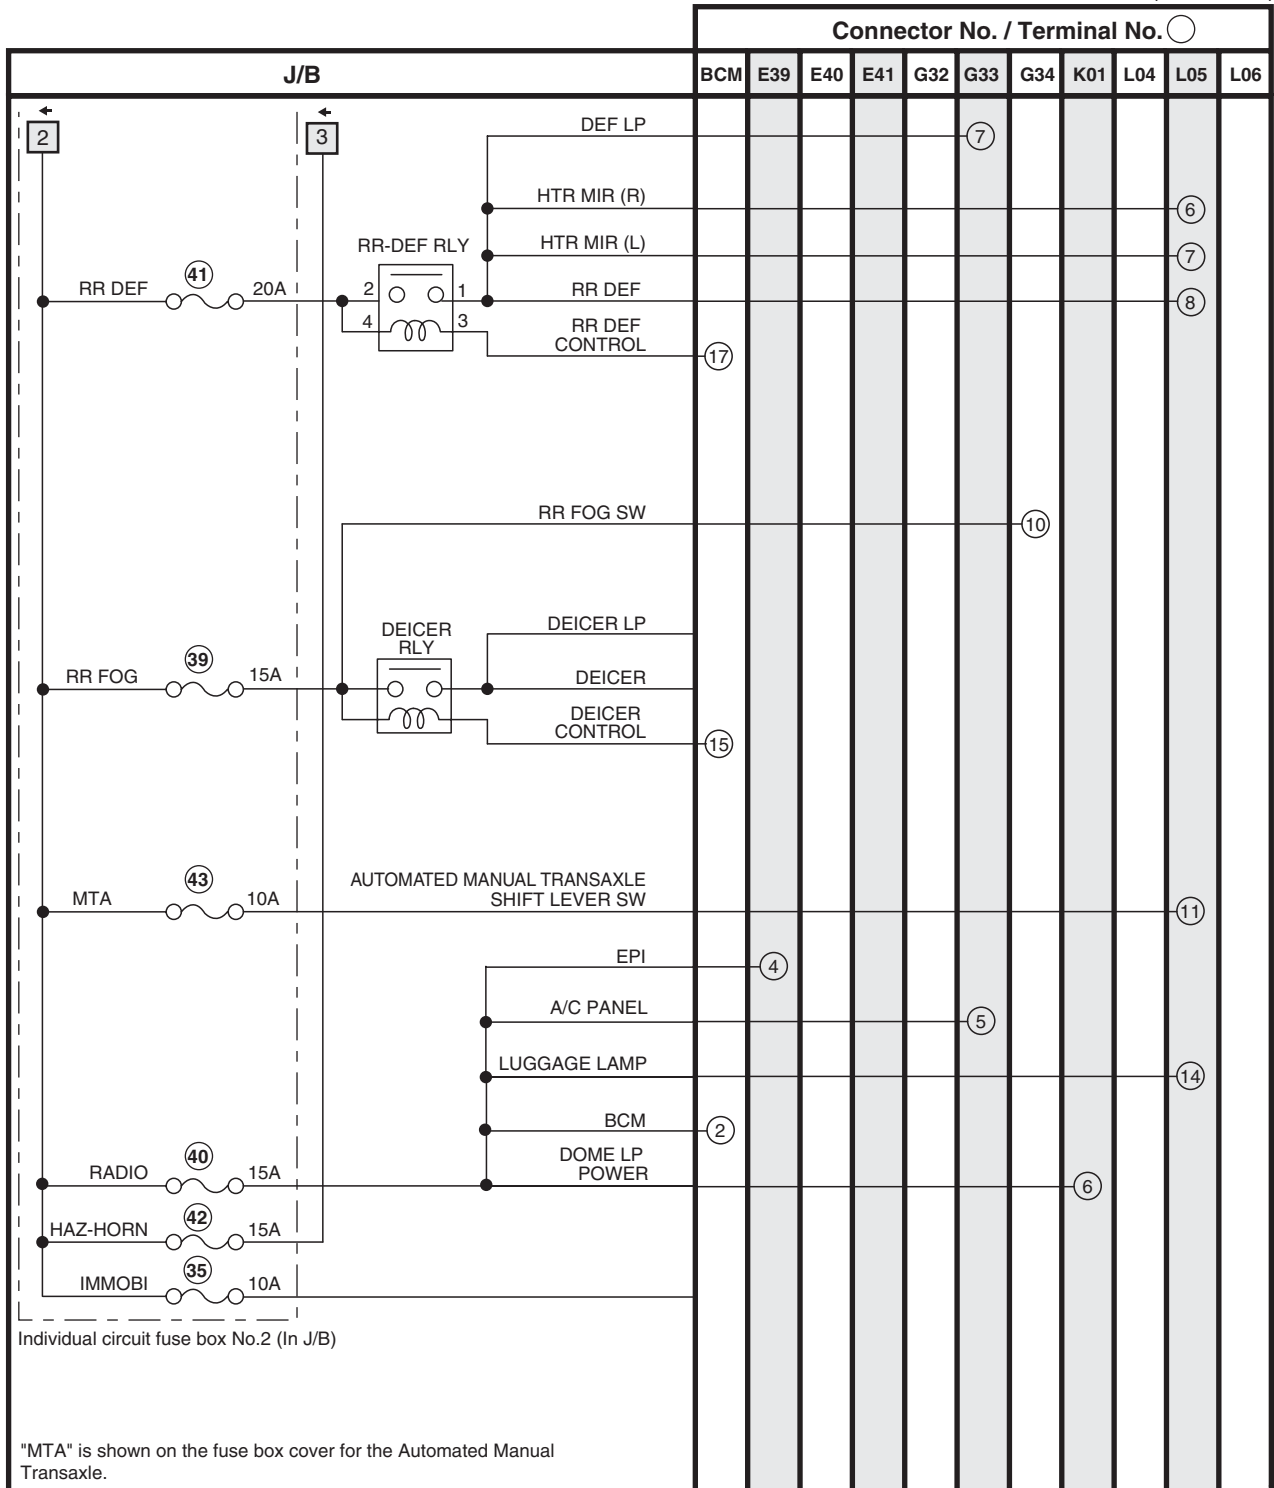 Connector No. / Terminal No.
J/B
BCM E39 E40 E41 G32 G33 G34 K01 L04 L05 L06
2
3
DEF LP
7
HTR MIR (R)
6
HTR MIR (L)
7
RR-DEF RLY
RR DEF
41
20A
2
1
RR DEF
8
4
3
RR DEF
CONTROL
17
RR FOG SW
10
DEICER
RLY
DEICER LP
RR FOG
39
15A
DEICER
DEICER
CONTROL
15
MTA
43
10A
AUTOMATED MANUAL TRANSAXLE
SHIFT LEVER SW
11
EPI
4
A/C PANEL
5
LUGGAGE LAMP
14
BCM
2
RADIO
40
15A
DOME LP
POWER
6
HAZ-HORN
42
15A
IMMOBI
35
10A
Individual circuit fuse box No.2 (In J/B)
"MTA" is shown on the fuse box cover for the Automated Manual
Transaxle.